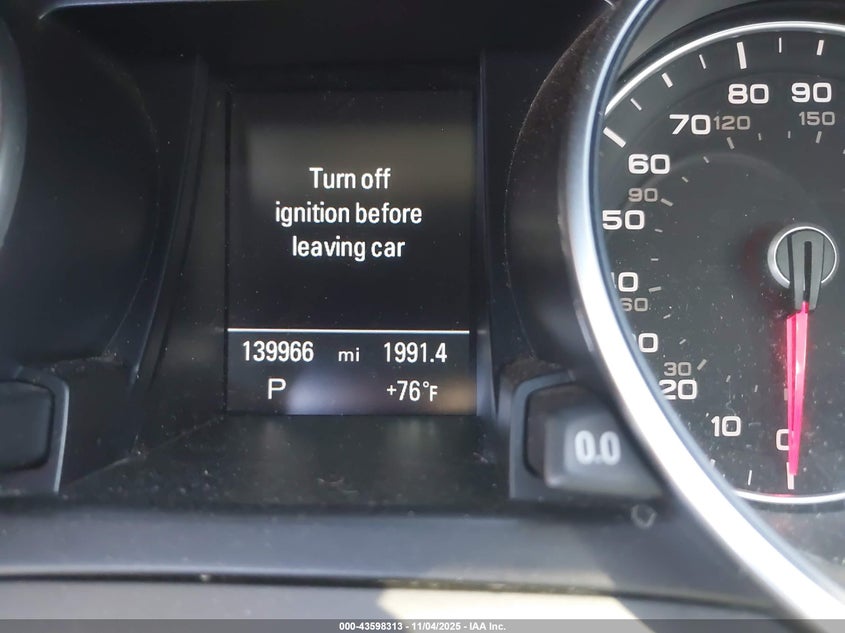 Turn off
ignition before
leaving car
139966 mi 1991.4
P +76°F
0.0
80 90
70 120 150
60
90
50
60
30
20
10 0
000-43598313 - 11/04/2025 - IAA Inc.